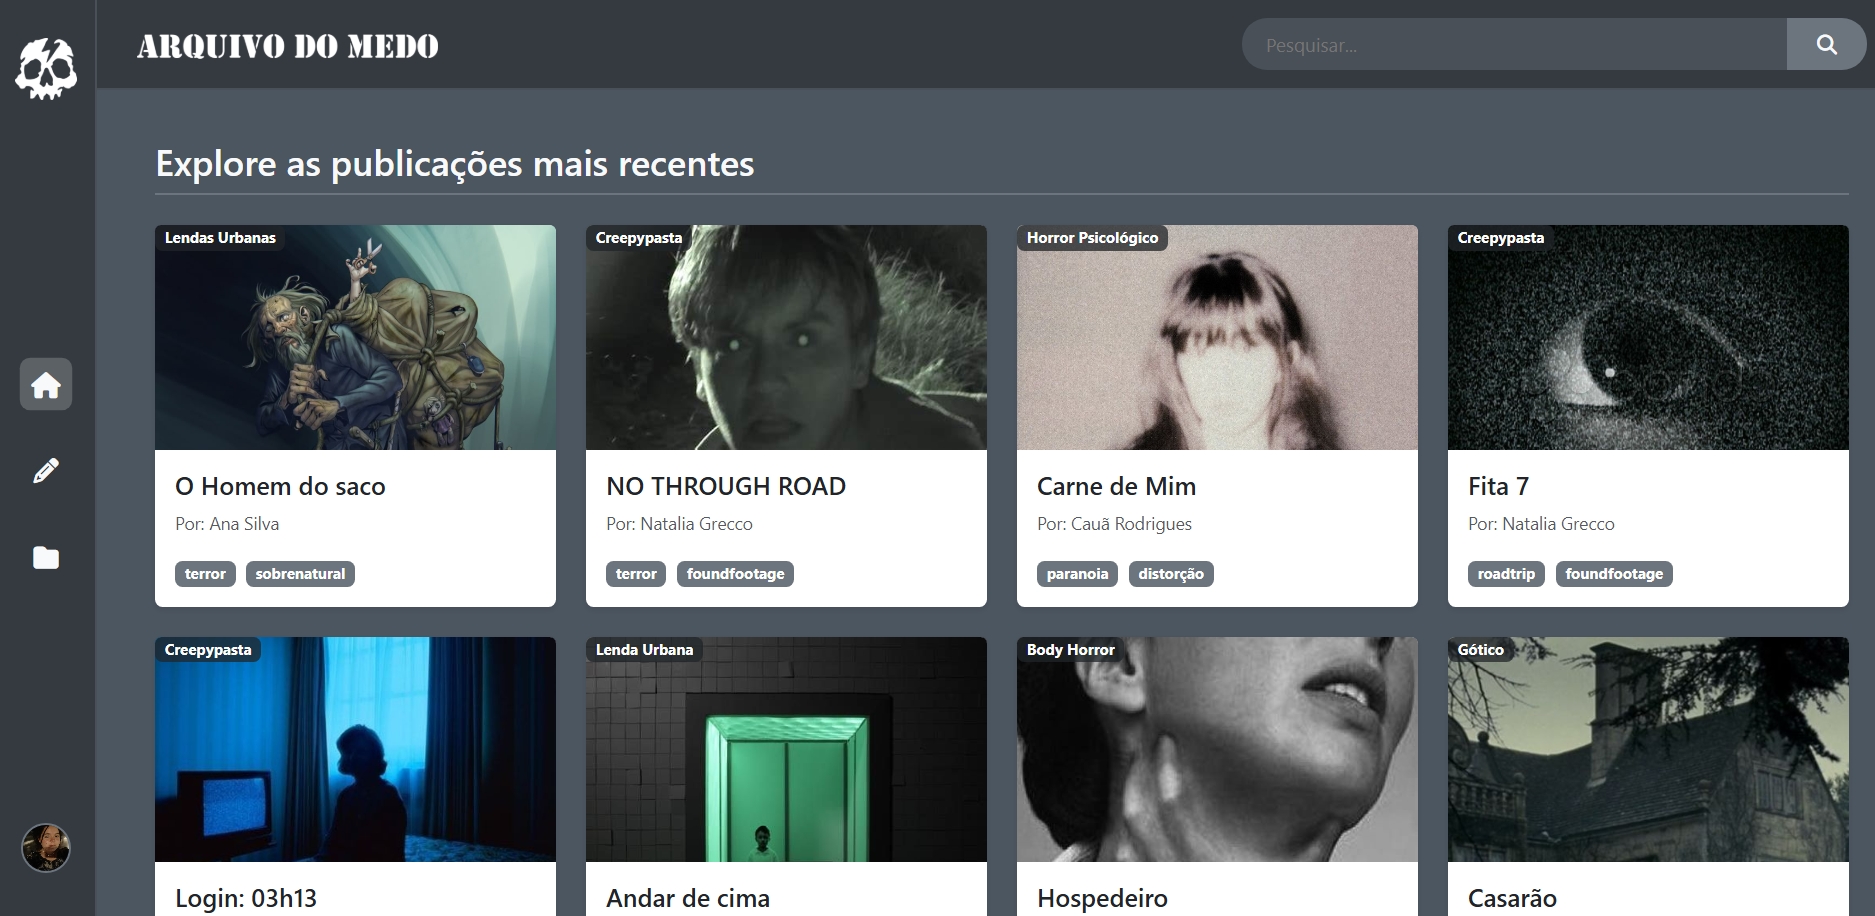 ARQUIVO DO MEDO
Pesquisar...
Explore as publicações mais recentes
Lendas Urbanas
O Homem do saco
Por: Ana Silva
terror sobrenatural
Creepypasta
NO THROUGH ROAD
Por: Natalia Grecco
terror foundfootage
Horror Psicológico
Carne de Mim
Por: Cauã Rodrigues
paranoia distorção
Creepypasta
Fita 7
Por: Natalia Grecco
roadtrip foundfootage
Creepypasta
Login: 03h13
Lenda Urbana
Andar de cima
Body Horror
Hospedeiro
Gótico
Casarão